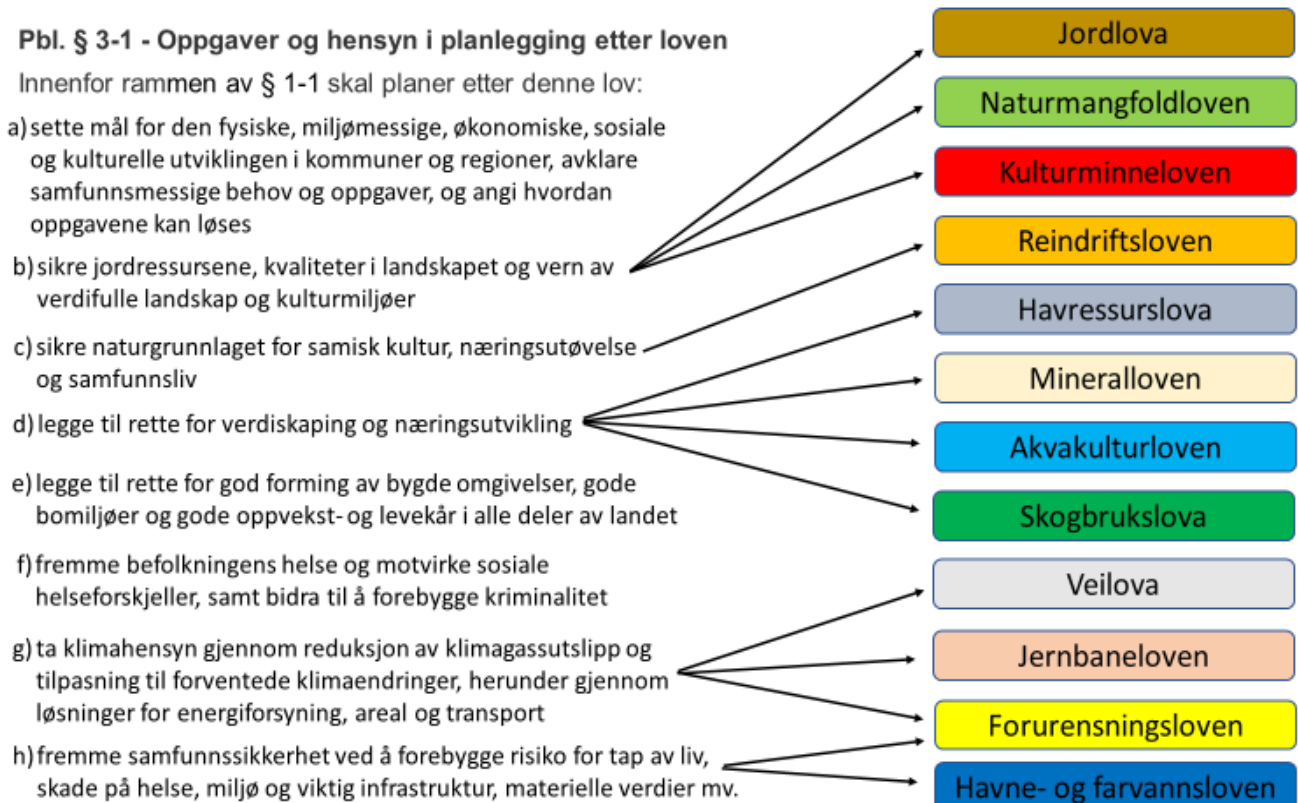 Pbl. § 3-1 - Oppgaver og hensyn i planlegging etter loven
Innenfor rammen av § 1-1 skal planer etter denne lov:
a) sette mål for den fysiske, miljømessige, økonomiske, sosiale
og kulturelle utviklingen i kommuner og regioner, avklare
samfunnsmessige behov og oppgaver, og angi hvordan
oppgavene kan løses
b) sikre jordressursene, kvaliteter i landskapet og vern av
verdifulle landskap og kulturmiljøer
c) sikre naturgrunnlaget for samisk kultur, næringsutøvelse
og samfunnsliv
d) legge til rette for verdiskaping og næringsutvikling
e) legge til rette for god forming av bygde omgivelser, gode
bomiljøer og gode oppvekst- og levekår i alle deler av landet
f) fremme befolkningens helse og motvirke sosiale
helseforskjeller, samt bidra til å forebygge kriminalitet
g) ta klimahensyn gjennom reduksjon av klimagassutslipp og
tilpasning til forventede klimaendringer, herunder gjennom
løsninger for energiforsyning, areal og transport
h) fremme samfunnssikkerhet ved å forebygge risiko for tap av liv,
skade på helse, miljø og viktig infrastruktur, materielle verdier mv.
Jordlova
Naturmangfoldloven
Kulturminneloven
Reindriftsloven
Havressurslova
Mineralloven
Akvakulturloven
Skogbrukslova
Veilova
Jernbaneloven
Forurensningsloven
Havne- og farvannsloven